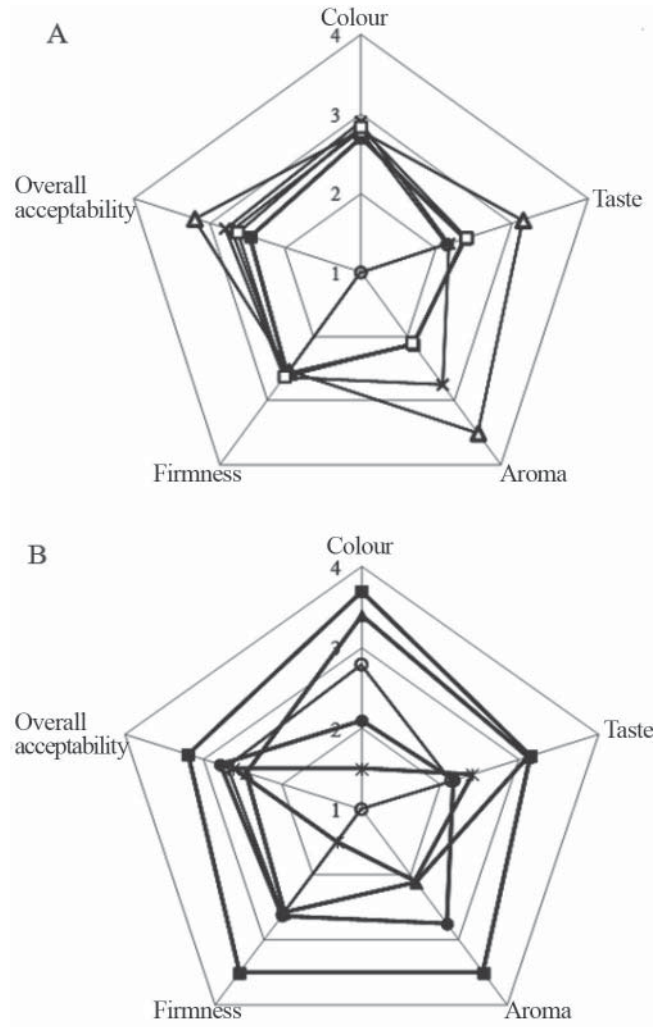 A
Colour
4
3
2
1
Overall
acceptability
Taste
Firmness
Aroma
B
Colour
4
3
2
1
Overall
acceptability
Taste
Firmness
Aroma